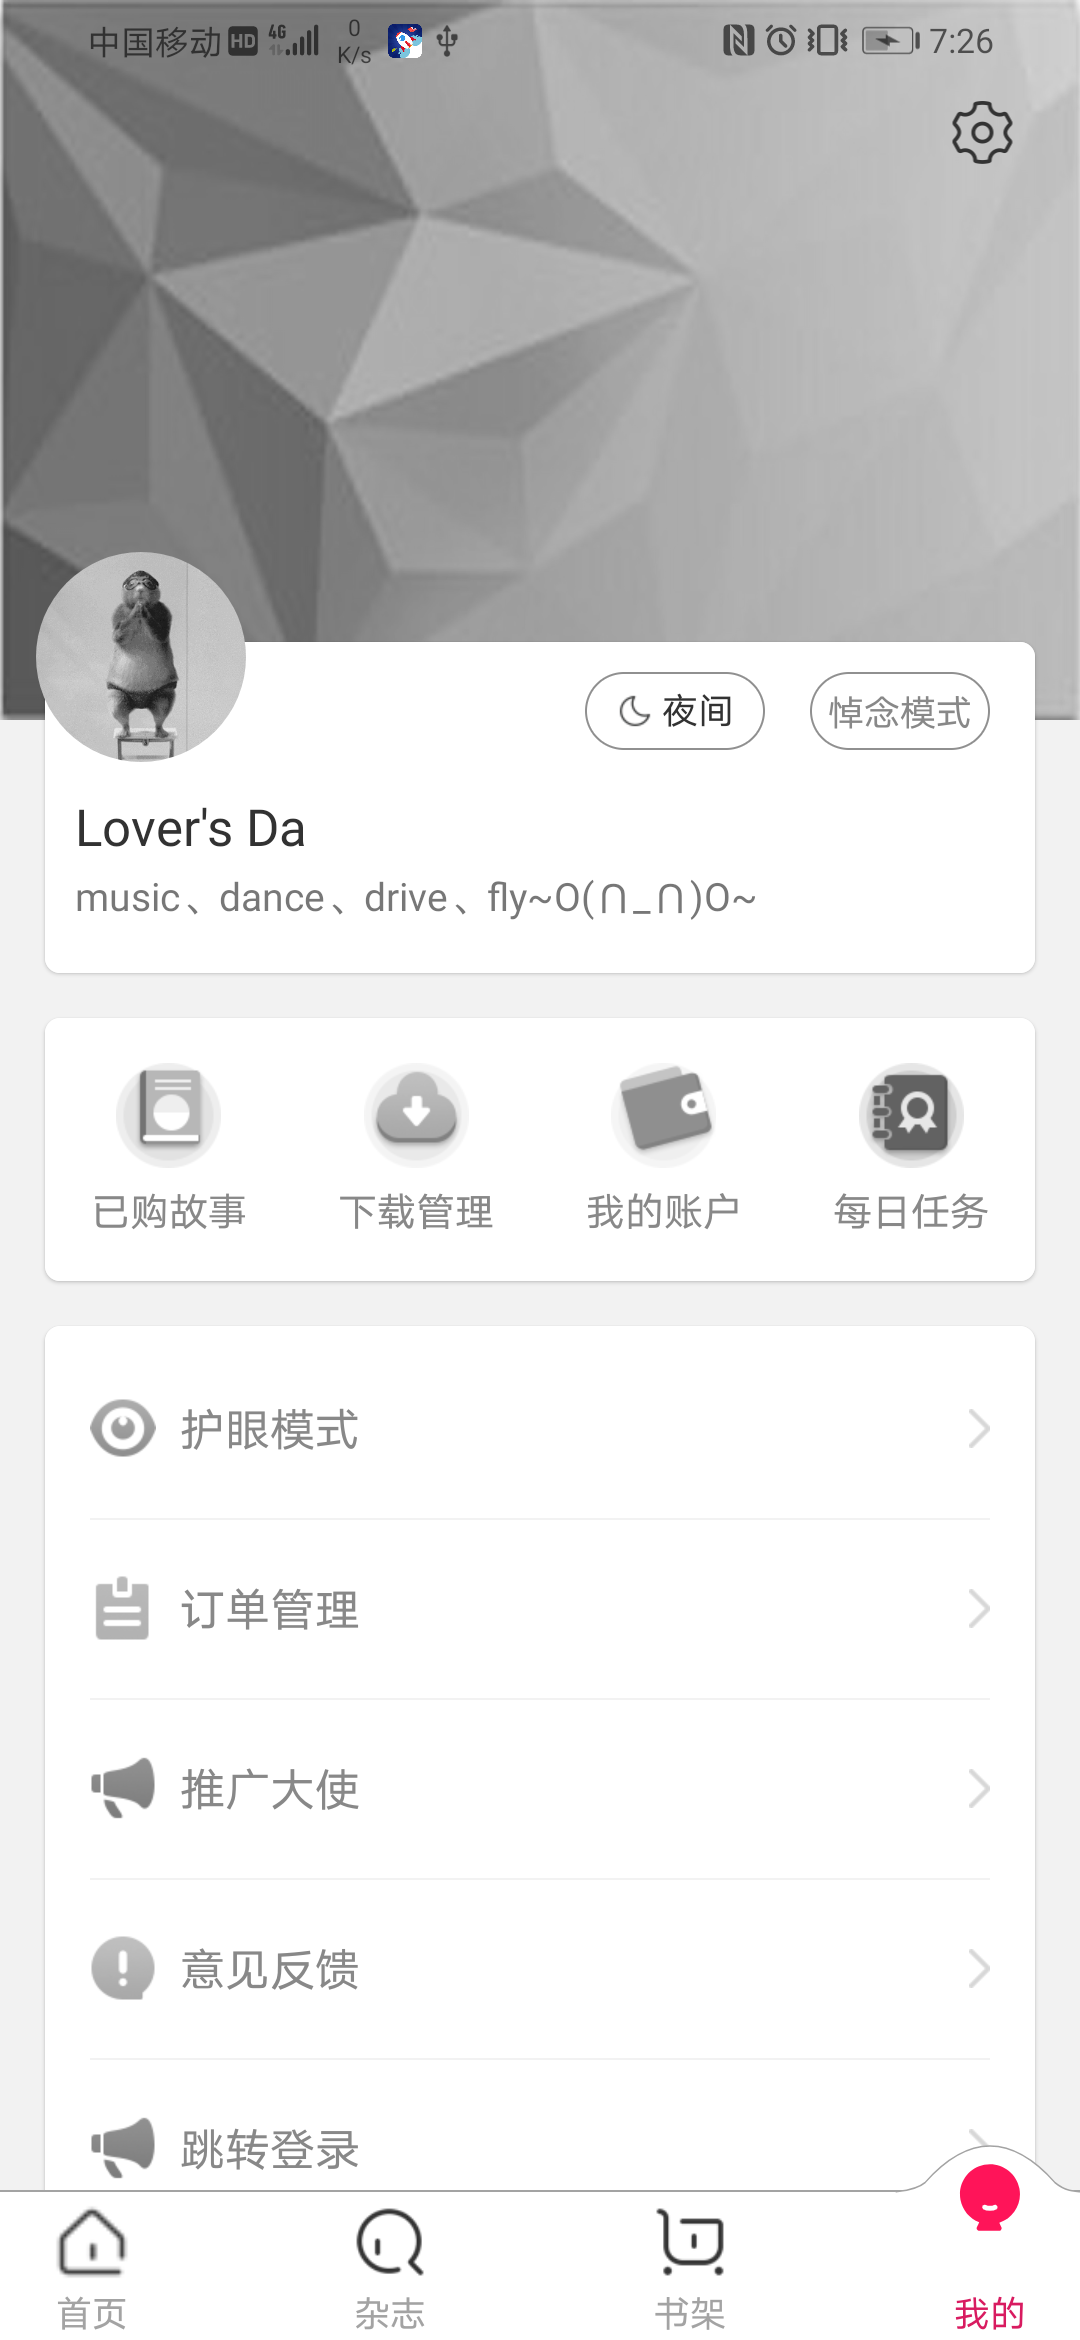 中国移动 HD 4G 0 K/s 7:26
夜间 悼念模式
Lover's Da
music、dance、drive、fly~O(∩_∩)O~
已购故事 下载管理 我的账户 每日任务
护眼模式
订单管理
推广大使
意见反馈
跳转登录
首页 杂志 书架 我的